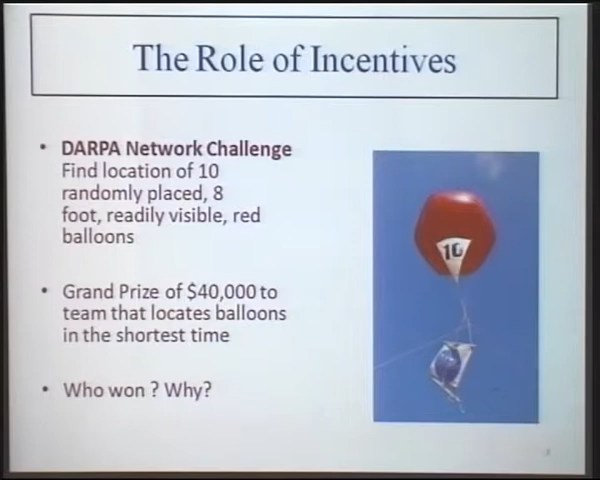 The Role of Incentives
• DARPA Network Challenge
Find location of 10
randomly placed, 8
foot, readily visible, red
balloons
• Grand Prize of $40,000 to
team that locates balloons
in the shortest time
• Who won ? Why?
10